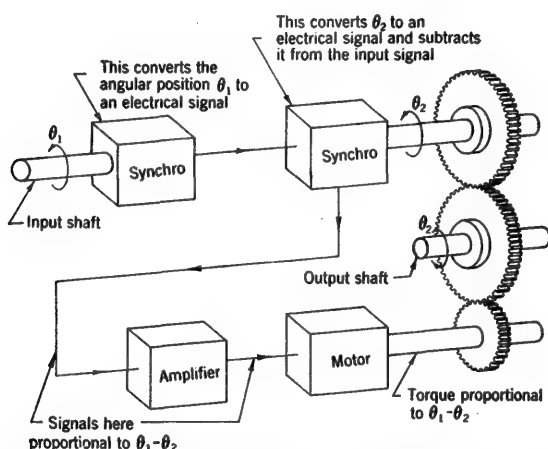 This converts θ₂ to an
electrical signal and subtracts
it from the input signal
This converts the
angular position θ₁ to
an electrical signal
θ₁
θ₂
Synchro
Synchro
Input shaft
θ₂
Output shaft
Amplifier
Motor
Torque proportional
to θ₁-θ₂
Signals here
proportional to θ₁-θ₂